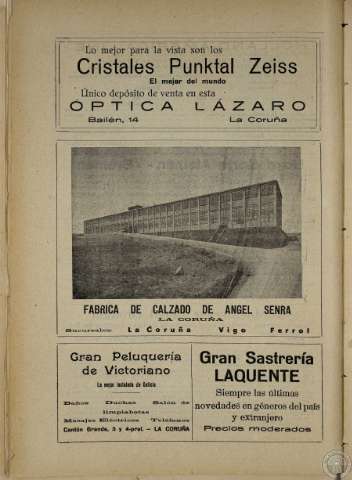 Lo mejor para la vista son los
Cristales Punktal Zeiss
El mejor del mundo
Unico depósito de venta en esta
ÓPTICA LÁZARO
Bailén, 14 La Coruña
FABRICA DE CALZADO DE ANGEL SENRA
LA CORUÑA
Sucursales: La Coruña Vigo Ferrol
Gran Peluquería
de Victoriano
La mejor instalada de Galicia
Baños Duchas Salón de
limpiabotas
Masajes Eléctricos Teléfonos
Cantón Grande, 3 y 4-pral. - LA CORUÑA
Gran Sastrería
LAQUENTE
Siempre las últimas
novedades en géneros del país
y extranjero
Precios moderados